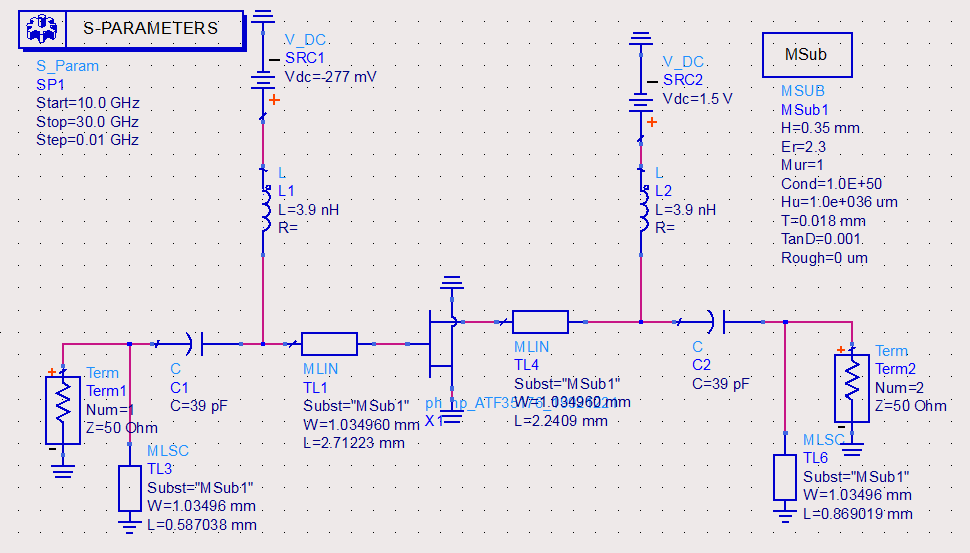 S-PARAMETERS
S_Param
SP1
Start=10.0 GHz
Stop=30.0 GHz
Step=0.01 GHz
V_DC
SRC1
Vdc=-277 mV
V_DC
SRC2
Vdc=1.5 V
MSub
MSUB
MSub1
H=0.35 mm
Er=2.3
Mur=1
Cond=1.0E+50
Hu=1.0e+036 um
T=0.018 mm
TanD=0.001
Rough=0 um
L
L1
L=3.9 nH
R=
L
L2
L=3.9 nH
R=
Term
Term1
Num=1
Z=50 Ohm
C
C1
C=39 pF
MLIN
TL1
Subst="MSub1"
W=1.034960 mm
L=2.71223 mm
X1
MLIN
TL4
Subst="MSub1"
W=1.034960 mm
L=2.2409 mm
C
C2
C=39 pF
Term
Term2
Num=2
Z=50 Ohm
MLSC
TL3
Subst="MSub1"
W=1.03496 mm
L=0.587038 mm
MLSC
TL6
Subst="MSub1"
W=1.03496 mm
L=0.869019 mm